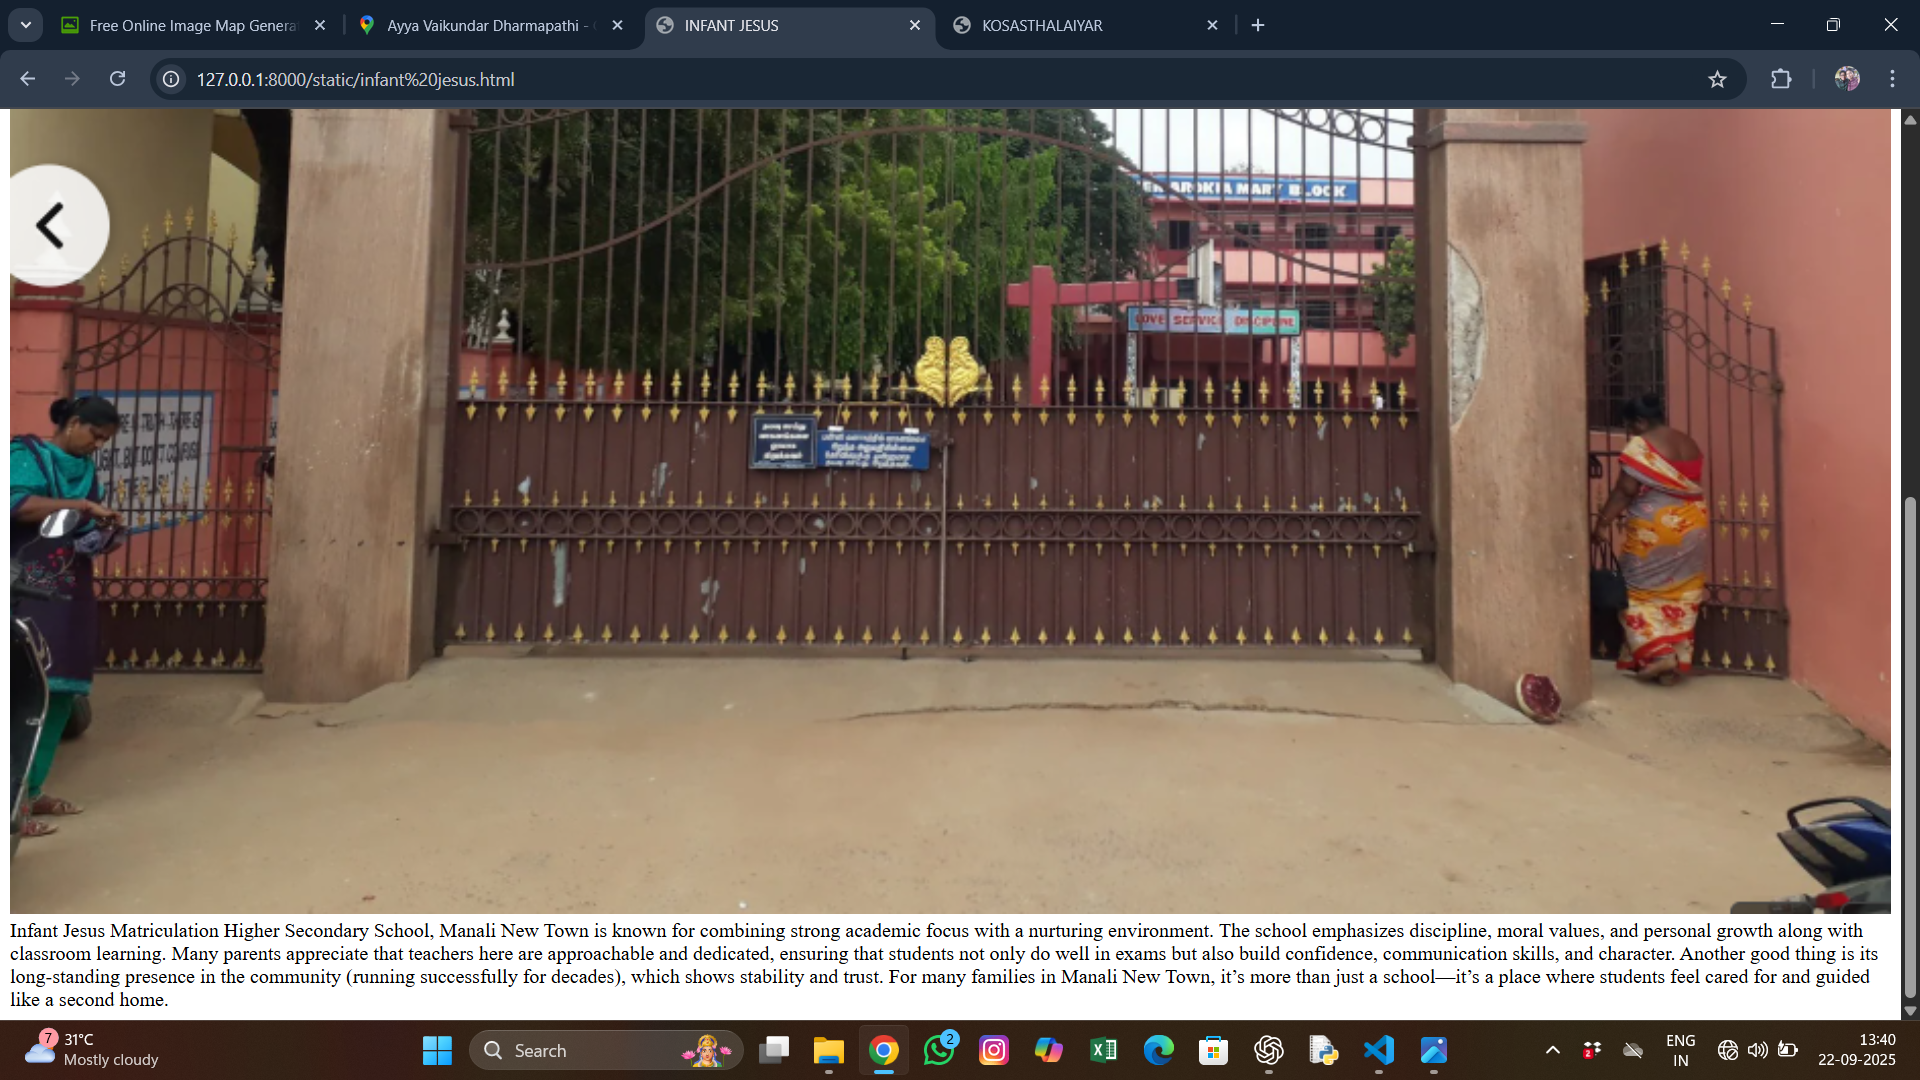 Free Online Image Map Genera
Ayya Vaikundar Dharmapathi -
INFANT JESUS
KOSASTHALAIYAR
127.0.0.1:8000/static/infant%20jesus.html
AROKIA MARY BLOCK
LOVE SERVICE DISCIPLINE
Infant Jesus Matriculation Higher Secondary School, Manali New Town is known for combining strong academic focus with a nurturing environment. The school emphasizes discipline, moral values, and personal growth along with
classroom learning. Many parents appreciate that teachers here are approachable and dedicated, ensuring that students not only do well in exams but also build confidence, communication skills, and character. Another good thing is its
long-standing presence in the community (running successfully for decades), which shows stability and trust. For many families in Manali New Town, it’s more than just a school—it’s a place where students feel cared for and guided
like a second home.
7
31°C
Mostly cloudy
Search
2
2
ENG
IN
13:40
22-09-2025